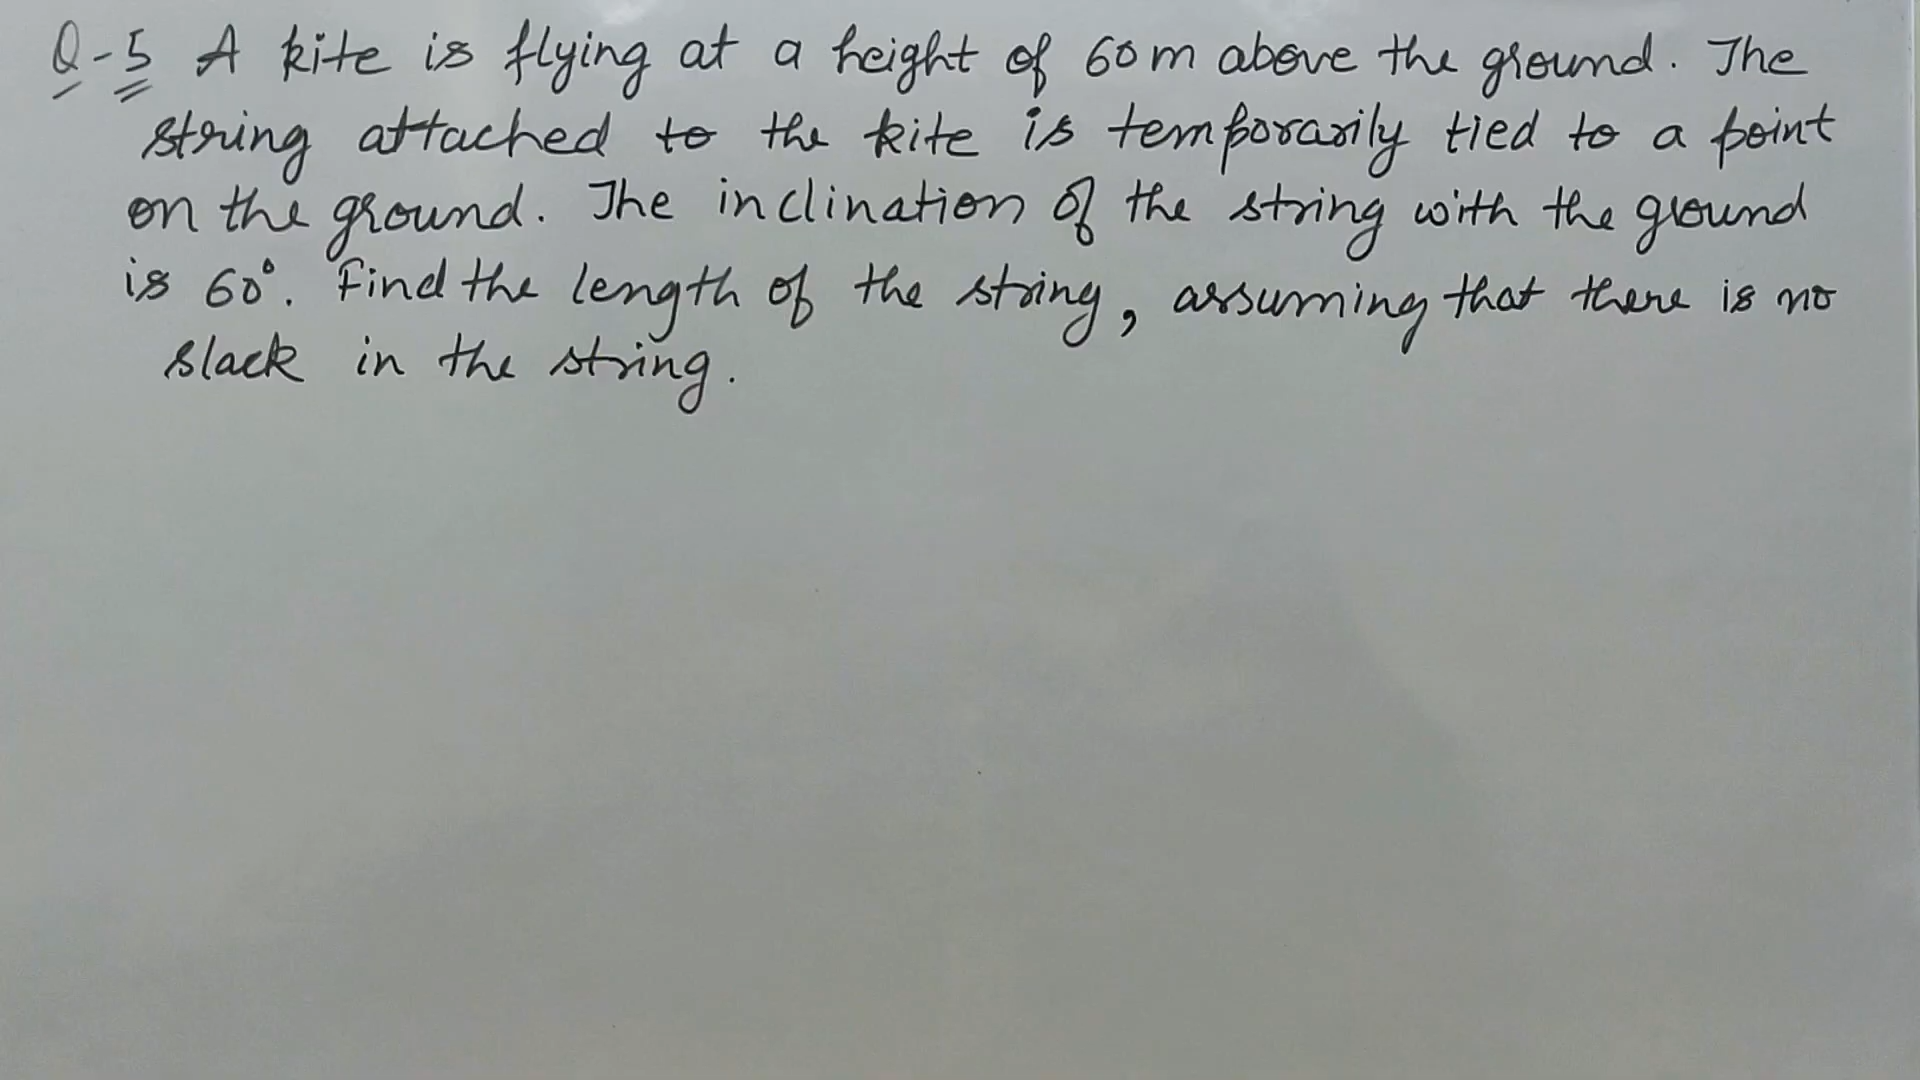 Q-5 A kite is flying at a height of 60m above the ground. The
string attached to the kite is temporarily tied to a point
on the ground. The inclination of the string with the ground
is 60°. Find the length of the string, assuming that there is no
slack in the string.